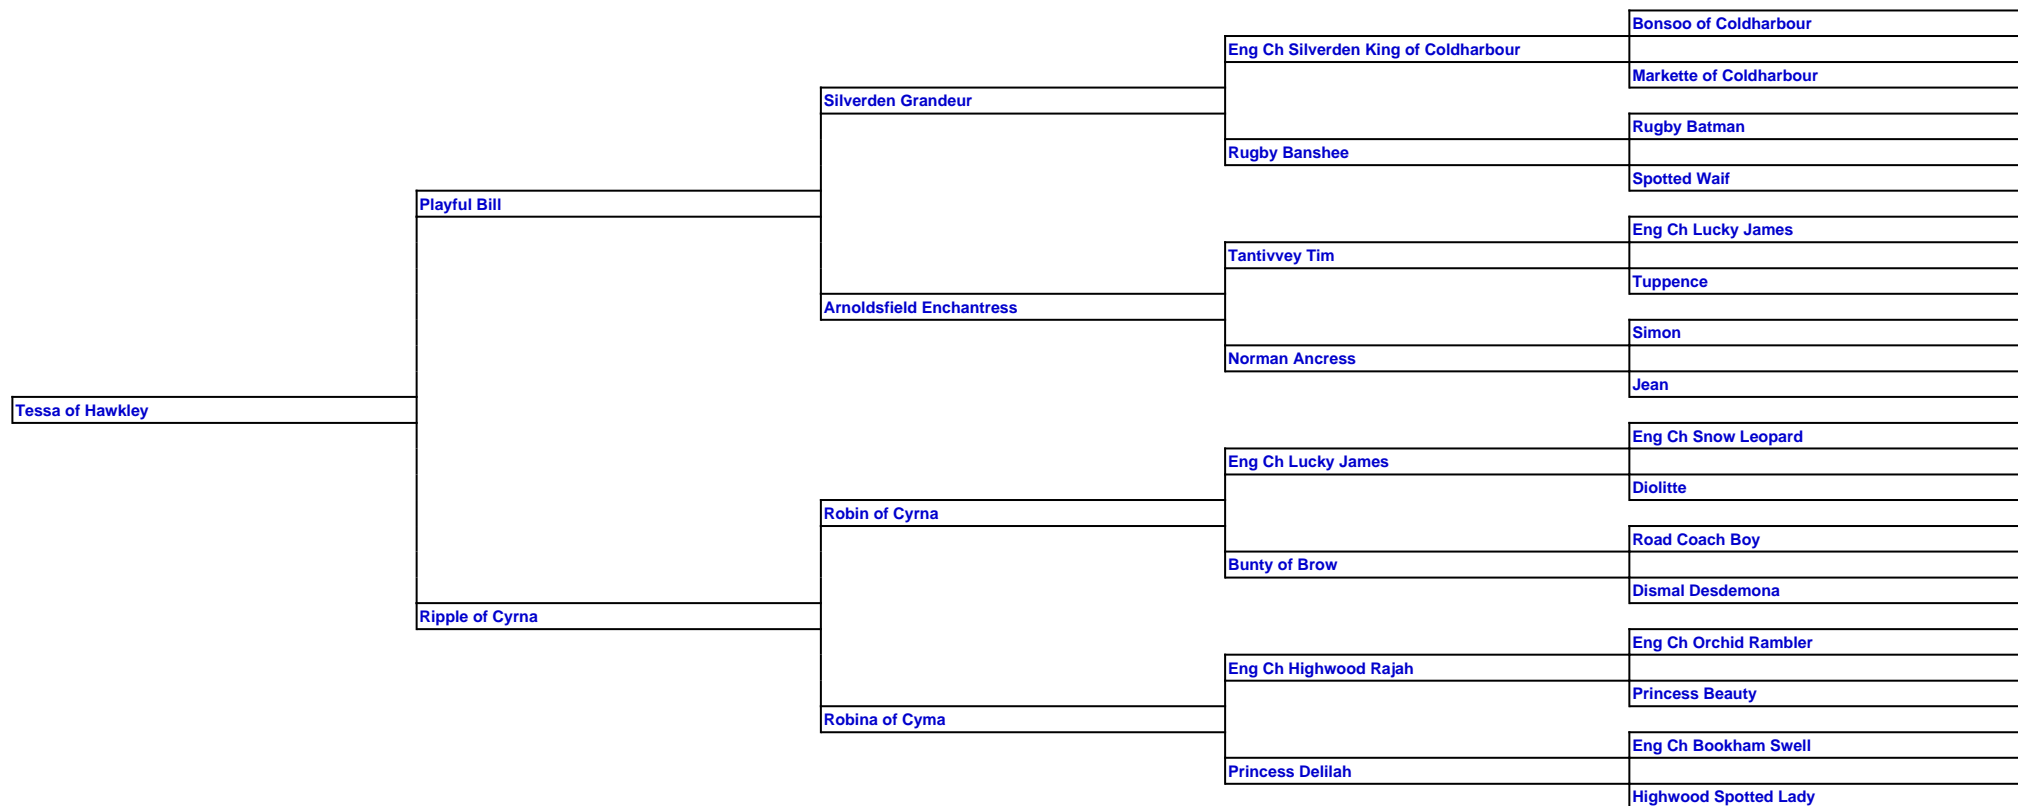 Bonsoo of Coldharbour
Eng Ch Silverden King of Coldharbour
Markette of Coldharbour
Silverden Grandeur
Rugby Batman
Rugby Banshee
Spotted Waif
Playful Bill
Eng Ch Lucky James
Tantivvey Tim
Tuppence
Arnoldsfield Enchantress
Simon
Norman Ancress
Jean
Tessa of Hawkley
Eng Ch Snow Leopard
Eng Ch Lucky James
Diolitte
Robin of Cyrna
Road Coach Boy
Bunty of Brow
Dismal Desdemona
Ripple of Cyrna
Eng Ch Orchid Rambler
Eng Ch Highwood Rajah
Princess Beauty
Robina of Cyma
Eng Ch Bookham Swell
Princess Delilah
Highwood Spotted Lady